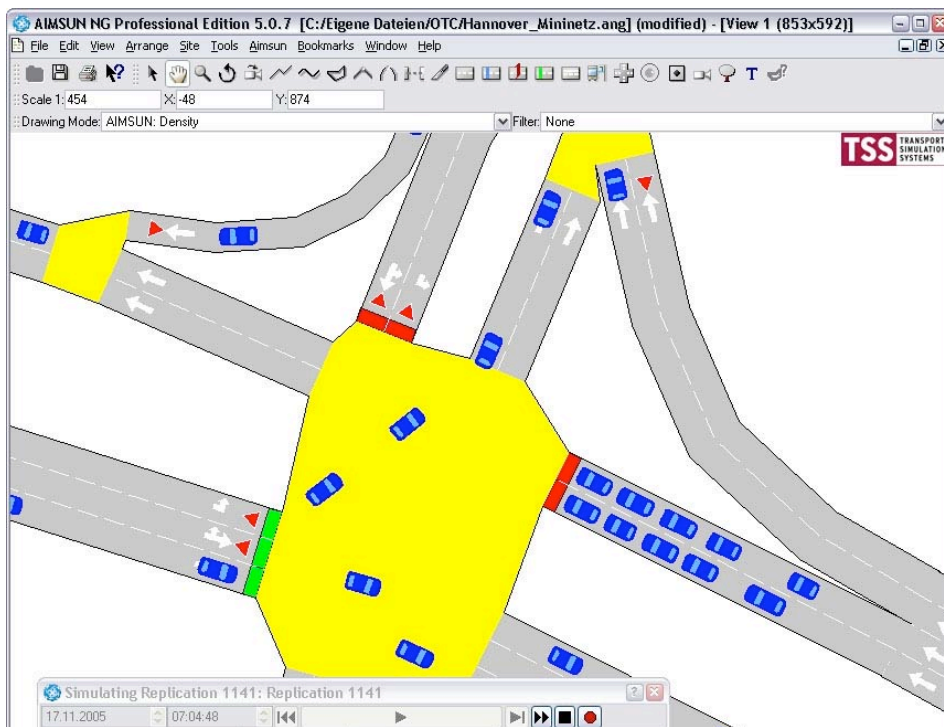 AIMSUN NG Professional Edition 5.0.7 [C:/Eigene Dateien/OTC/Hannover_Mininetz.ang] (modified) - [View 1 (853x592)]
File Edit View Arrange Site Tools Aimsun Bookmarks Window Help
Scale 1: 454 X: -48 Y: 874
Drawing Mode: AIMSUN: Density Filter: None
TSS TRANSPORT
SIMULATION
SYSTEMS
Simulating Replication 1141: Replication 1141
17.11.2005 07:04:48